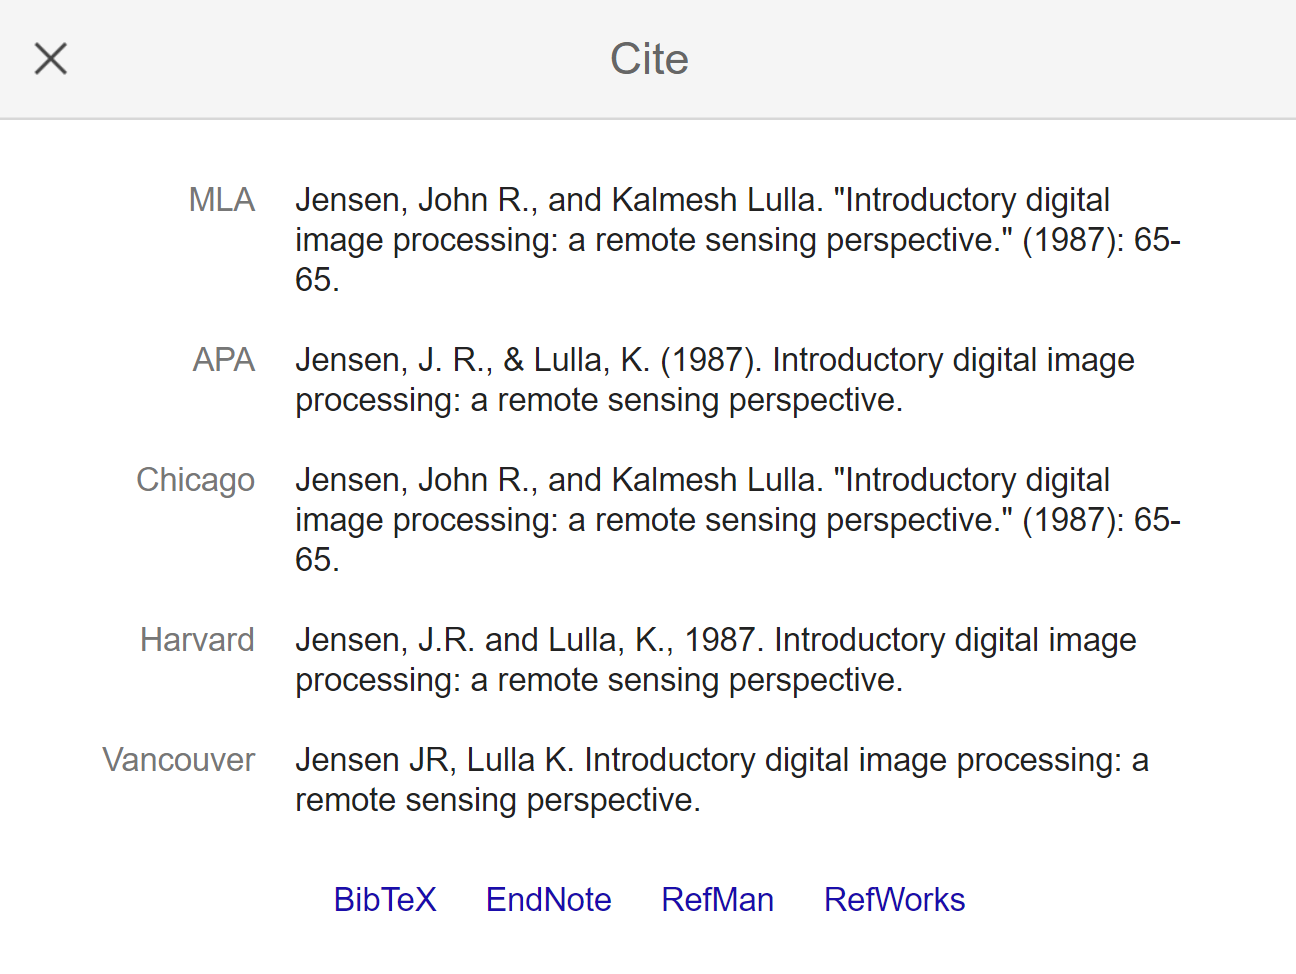 Cite
MLA Jensen, John R., and Kalmesh Lulla. "Introductory digital
image processing: a remote sensing perspective." (1987): 65-
65.
APA Jensen, J. R., & Lulla, K. (1987). Introductory digital image
processing: a remote sensing perspective.
Chicago Jensen, John R., and Kalmesh Lulla. "Introductory digital
image processing: a remote sensing perspective." (1987): 65-
65.
Harvard Jensen, J.R. and Lulla, K., 1987. Introductory digital image
processing: a remote sensing perspective.
Vancouver Jensen JR, Lulla K. Introductory digital image processing: a
remote sensing perspective.
BibTeX EndNote RefMan RefWorks